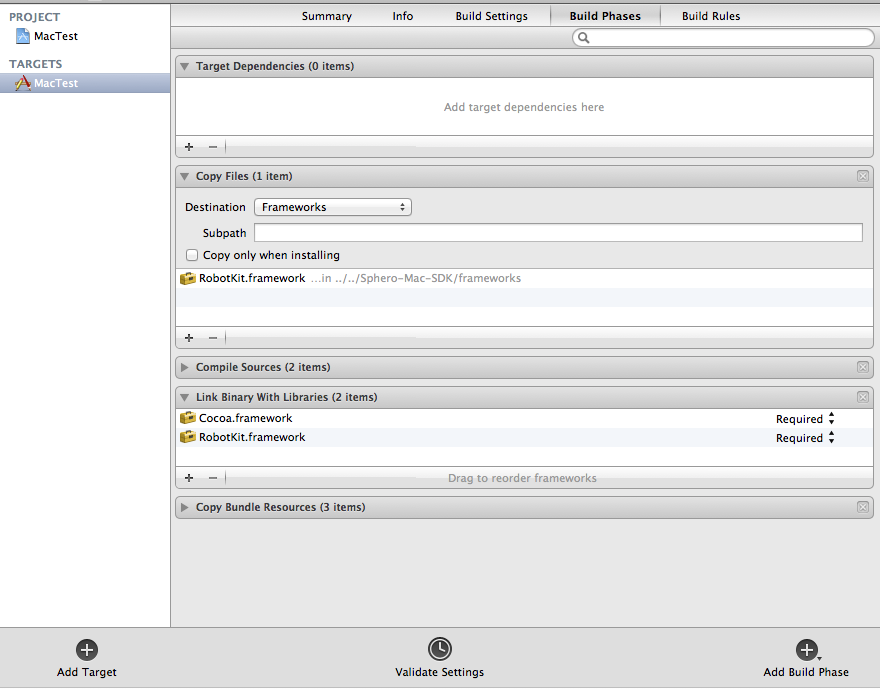 PROJECT
MacTest
TARGETS
MacTest
Summary Info Build Settings Build Phases Build Rules
Target Dependencies (0 items)
Add target dependencies here
Copy Files (1 item)
Destination Frameworks
Subpath
Copy only when installing
RobotKit.framework ...in ../../Sphero-Mac-SDK/frameworks
Compile Sources (2 items)
Link Binary With Libraries (2 items)
Cocoa.framework Required
RobotKit.framework Required
Drag to reorder frameworks
Copy Bundle Resources (3 items)
Add Target Validate Settings Add Build Phase